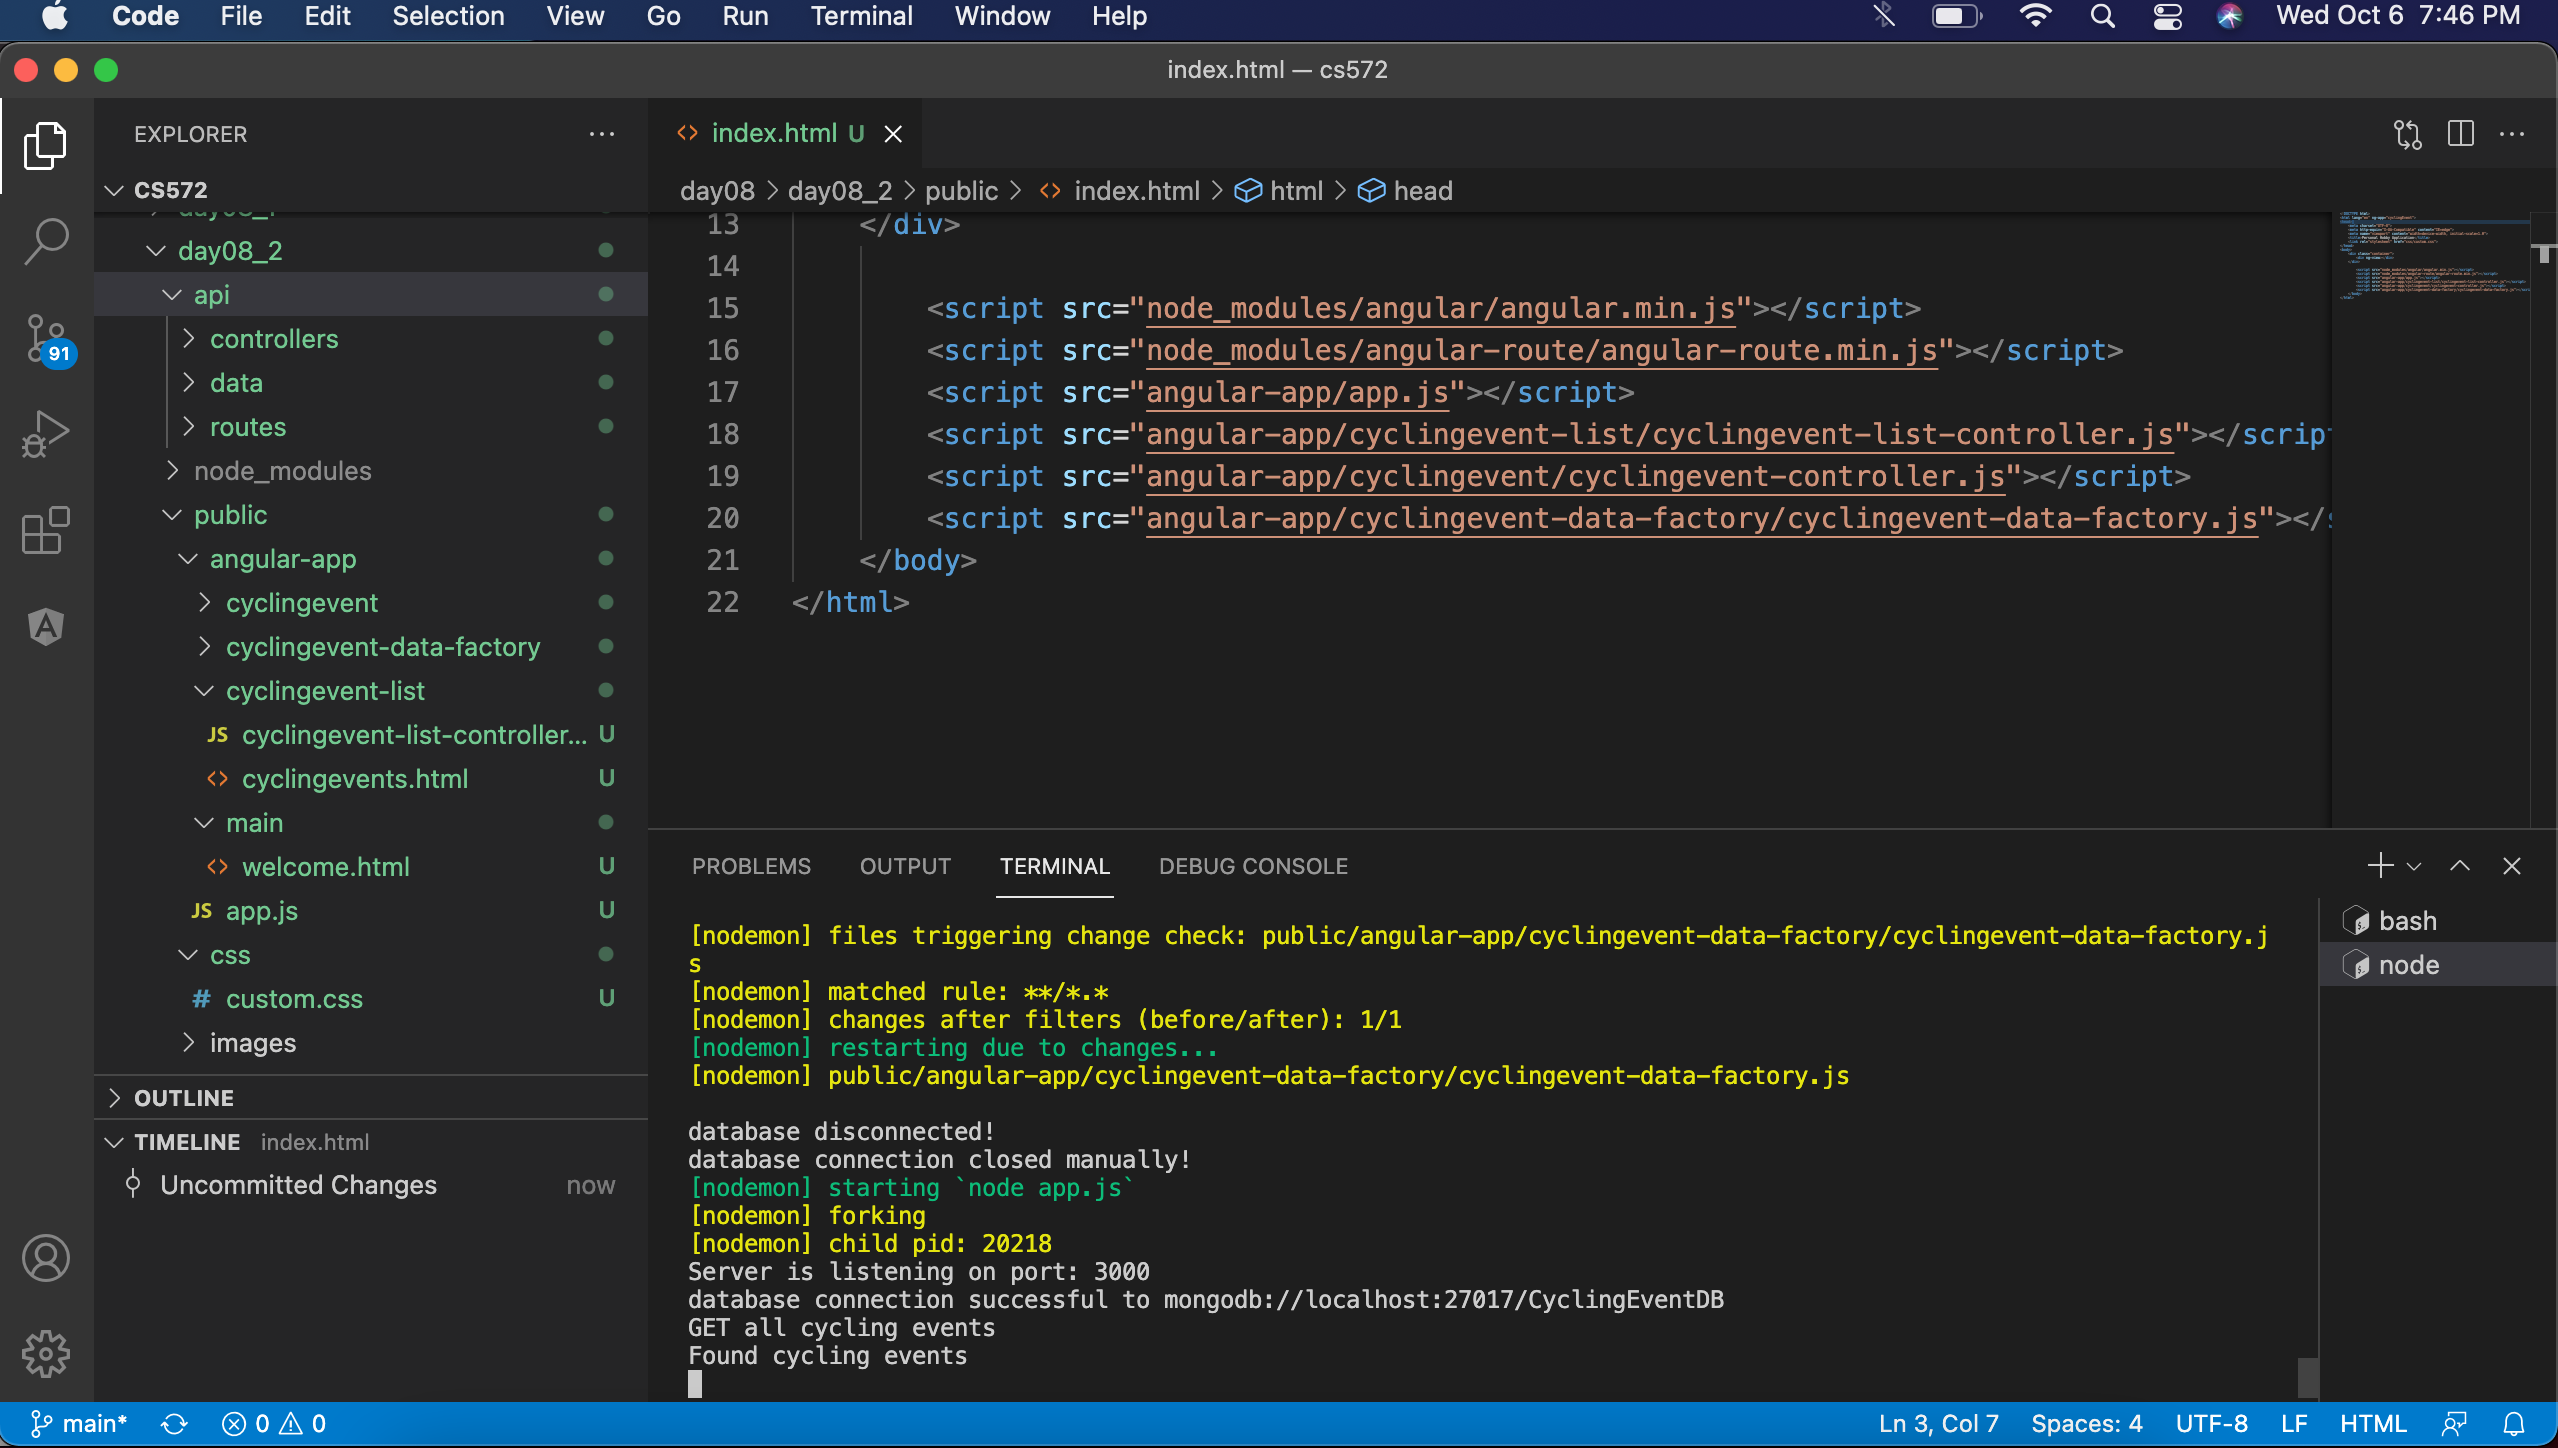 Code File Edit Selection View Go Run Terminal Window Help Wed Oct 6 7:46 PM
index.html — cs572
EXPLORER
CS572
day08_2
api
controllers
data
routes
node_modules
public
angular-app
cyclingevent
cyclingevent-data-factory
cyclingevent-list
JS cyclingevent-list-controller... U
<> cyclingevents.html U
main
<> welcome.html U
JS app.js U
css
# custom.css U
images
OUTLINE
TIMELINE index.html
Uncommitted Changes now
91
<> index.html U
day08 > day08_2 > public > <> index.html > html > head
13 </div>
14
15 <script src="node_modules/angular/angular.min.js"></script>
16 <script src="node_modules/angular-route/angular-route.min.js"></script>
17 <script src="angular-app/app.js"></script>
18 <script src="angular-app/cyclingevent-list/cyclingevent-list-controller.js"></scrip
19 <script src="angular-app/cyclingevent/cyclingevent-controller.js"></script>
20 <script src="angular-app/cyclingevent-data-factory/cyclingevent-data-factory.js"></s
21 </body>
22 </html>
PROBLEMS OUTPUT TERMINAL DEBUG CONSOLE
[nodemon] files triggering change check: public/angular-app/cyclingevent-data-factory/cyclingevent-data-factory.j
s
[nodemon] matched rule: **/*.*
[nodemon] changes after filters (before/after): 1/1
[nodemon] restarting due to changes...
[nodemon] public/angular-app/cyclingevent-data-factory/cyclingevent-data-factory.js
database disconnected!
database connection closed manually!
[nodemon] starting `node app.js`
[nodemon] forking
[nodemon] child pid: 20218
Server is listening on port: 3000
database connection successful to mongodb://localhost:27017/CyclingEventDB
GET all cycling events
Found cycling events
bash
node
main* 0 0 Ln 3, Col 7 Spaces: 4 UTF-8 LF HTML